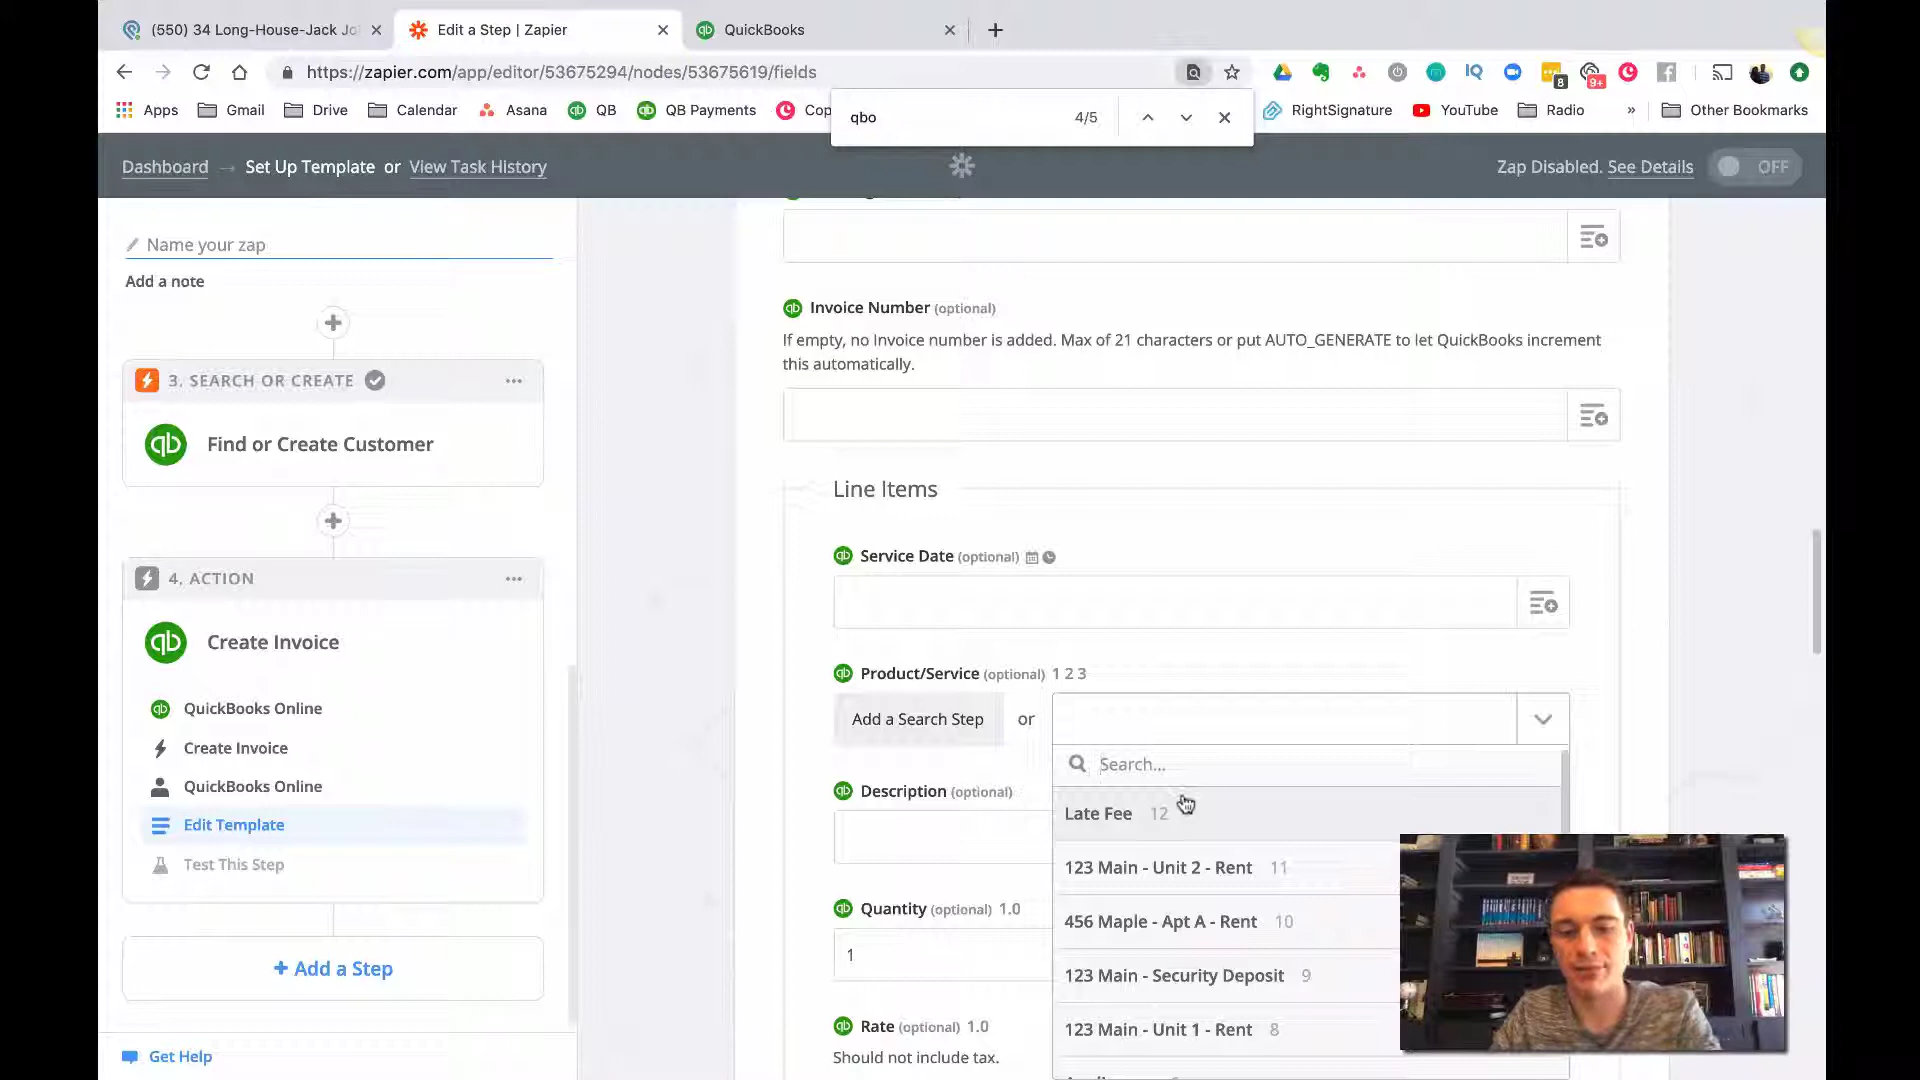 (550) 34 Long-House-Jack Jo
Edit a Step | Zapier
QuickBooks
https://zapier.com/app/editor/53675294/nodes/53675619/fields
8
9+
Apps
Gmail
Drive
Calendar
Asana
QB
QB Payments
Cop
qbo
4/5
RightSignature
YouTube
Radio
»
Other Bookmarks
Dashboard → Set Up Template or View Task History
Zap Disabled. See Details
OFF
Name your zap
Add a note
3. SEARCH OR CREATE
Find or Create Customer
4. ACTION
Create Invoice
QuickBooks Online
Create Invoice
QuickBooks Online
Edit Template
Test This Step
+ Add a Step
Get Help
Invoice Number (optional)
If empty, no Invoice number is added. Max of 21 characters or put AUTO_GENERATE to let QuickBooks increment
this automatically.
Line Items
Service Date (optional)
Product/Service (optional) 1 2 3
Add a Search Step
or
Search...
Late Fee 12
123 Main - Unit 2 - Rent 11
456 Maple - Apt A - Rent 10
123 Main - Security Deposit 9
123 Main - Unit 1 - Rent 8
Description (optional)
Quantity (optional) 1.0
1
Rate (optional) 1.0
Should not include tax.